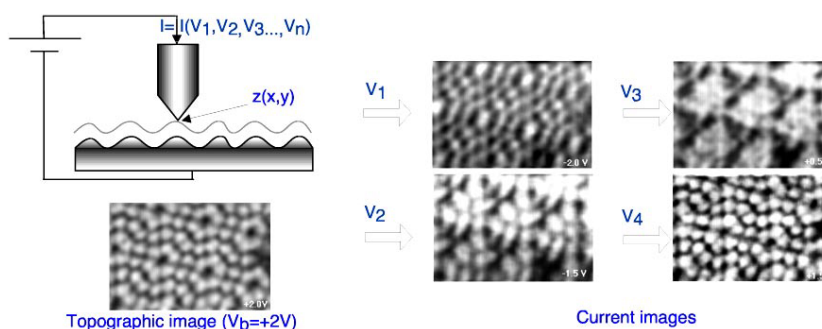 I= I(V1,V2,V3...,Vn)
z(x,y)
+2.0V
Topographic image (Vb=+2V)
V1
-2.0 V
V3
V2
-1.5 V
V4
Current images